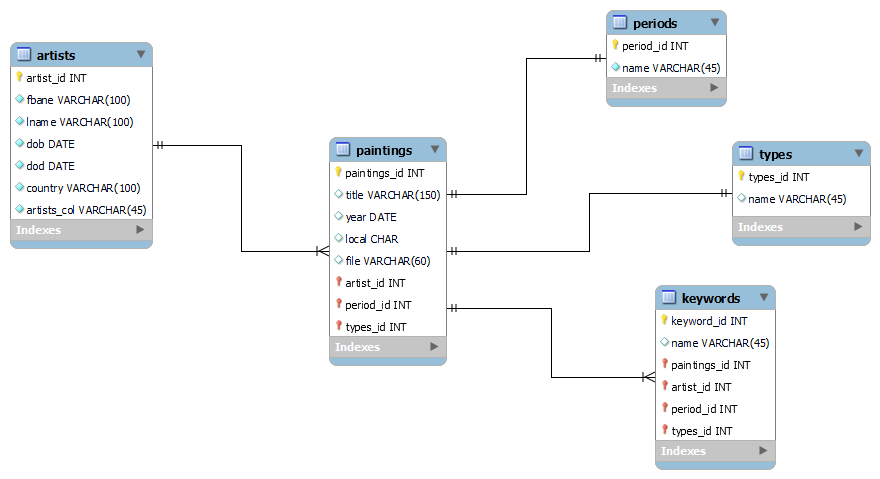 artists
artist_id INT
fbane VARCHAR(100)
lname VARCHAR(100)
dob DATE
dod DATE
country VARCHAR(100)
artists_col VARCHAR(45)
Indexes
paintings
paintings_id INT
title VARCHAR(150)
year DATE
local CHAR
file VARCHAR(60)
artist_id INT
period_id INT
types_id INT
Indexes
periods
period_id INT
name VARCHAR(45)
Indexes
types
types_id INT
name VARCHAR(45)
Indexes
keywords
keyword_id INT
name VARCHAR(45)
paintings_id INT
artist_id INT
period_id INT
types_id INT
Indexes